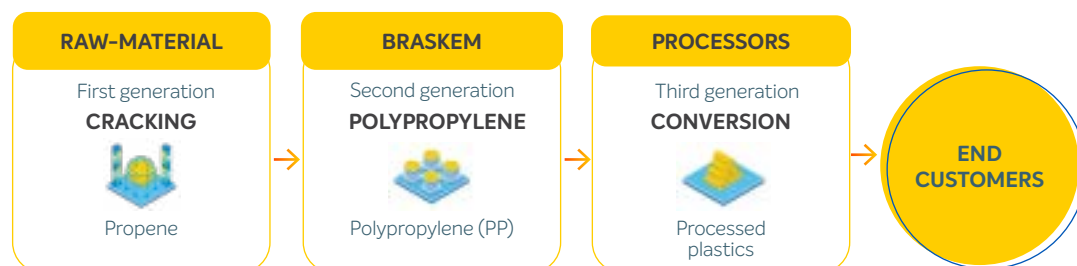 RAW-MATERIAL
First generation
CRACKING
Propene
BRASKEM
Second generation
POLYPROPYLENE
Polypropylene (PP)
PROCESSORS
Third generation
CONVERSION
Processed
plastics
END
CUSTOMERS